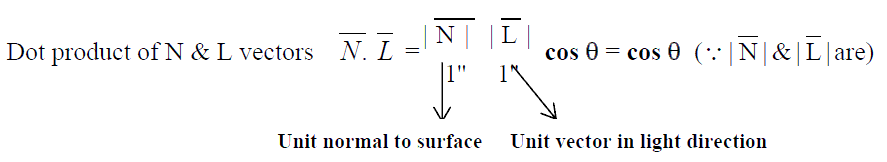 Dot product of N & L vectors N̅. L̅ = |N̅| |L̅| cos θ = cos θ (∵|N̅|&|L̅|are)
1" 1"
Unit normal to surface Unit vector in light direction